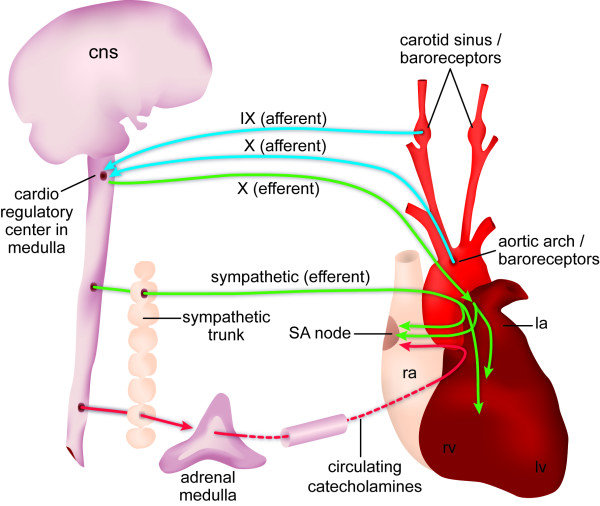 cns
carotid sinus /
baroreceptors
IX (afferent)
X (afferent)
X (efferent)
cardio
regulatory
center in
medulla
aortic arch /
baroreceptors
sympathetic (efferent)
sympathetic
trunk
SA node
la
ra
rv
lv
adrenal
medulla
circulating
catecholamines